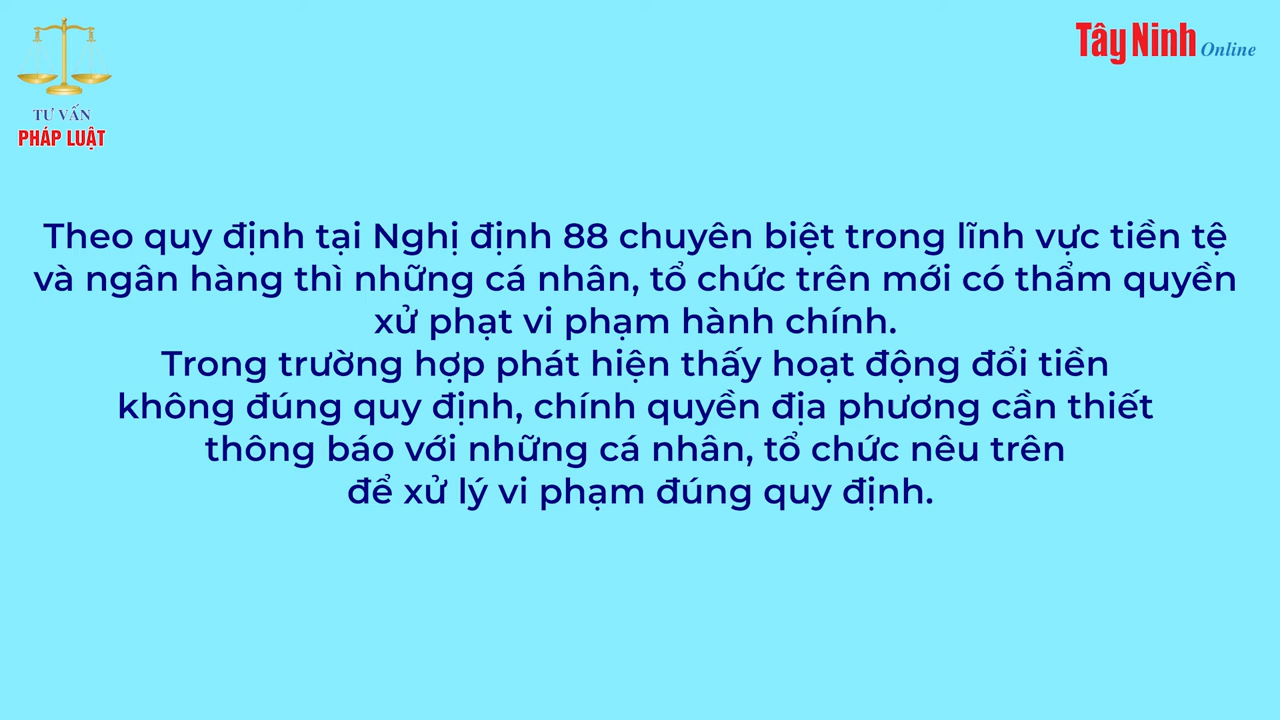 TƯ VẤN
PHÁP LUẬT
Tây Ninh Online
Theo quy định tại Nghị định 88 chuyên biệt trong lĩnh vực tiền tệ
và ngân hàng thì những cá nhân, tổ chức trên mới có thẩm quyền
xử phạt vi phạm hành chính.
Trong trường hợp phát hiện thấy hoạt động đổi tiền
không đúng quy định, chính quyền địa phương cần thiết
thông báo với những cá nhân, tổ chức nêu trên
để xử lý vi phạm đúng quy định.